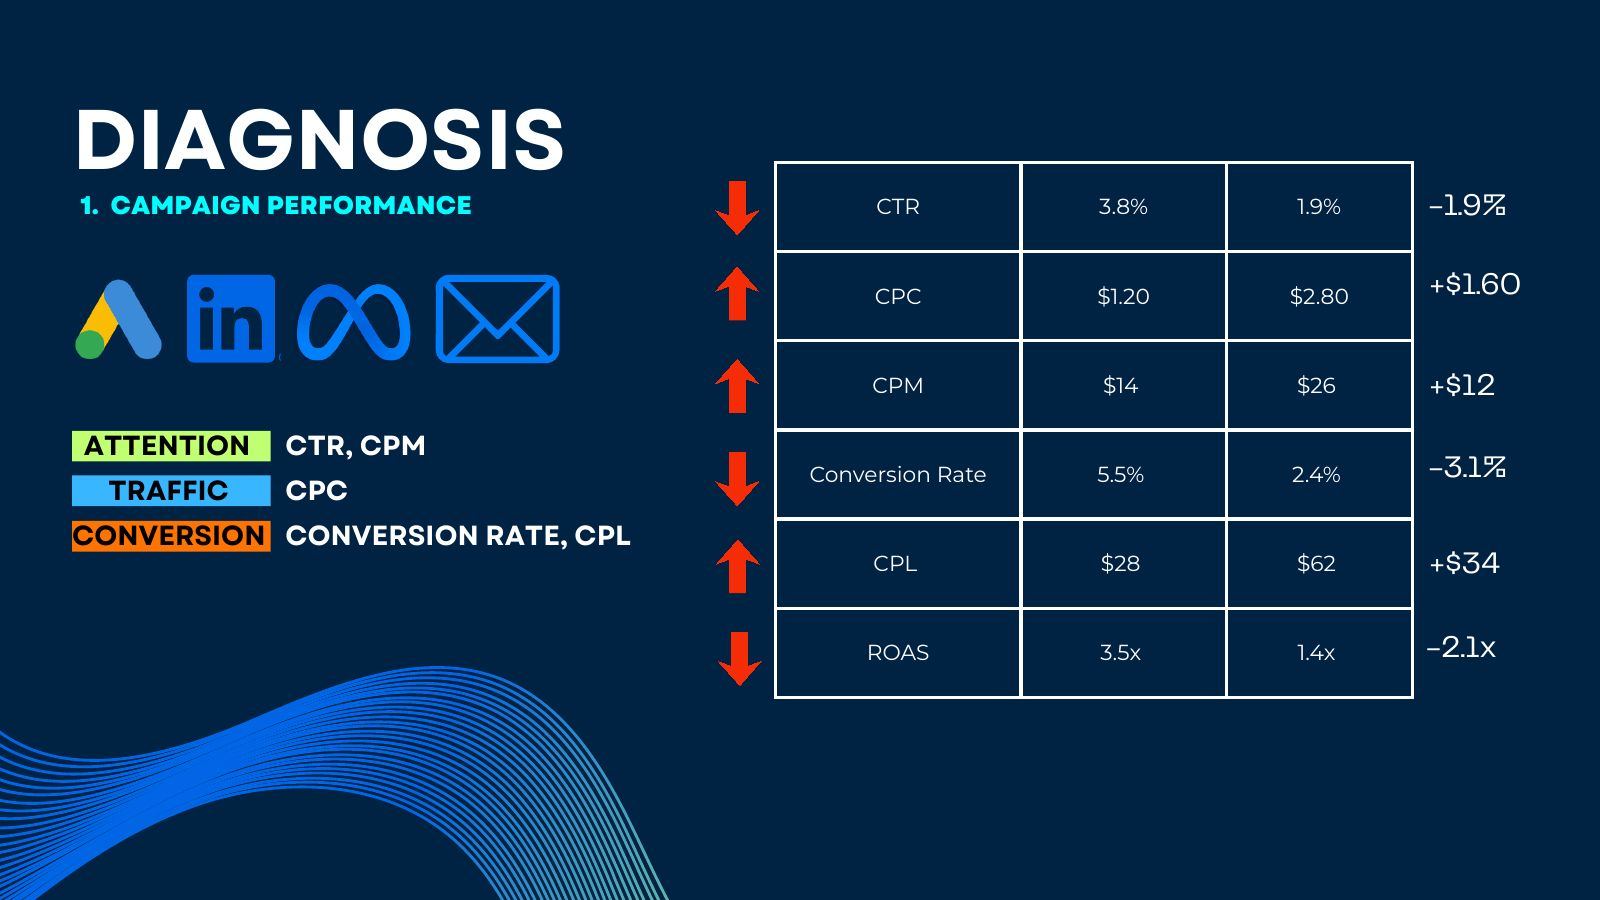 DIAGNOSIS
1. CAMPAIGN PERFORMANCE
in
ATTENTION CTR, CPM
TRAFFIC CPC
CONVERSION CONVERSION RATE, CPL
CTR 3.8% 1.9% -1.9%
CPC $1.20 $2.80 +$1.60
CPM $14 $26 +$12
Conversion Rate 5.5% 2.4% -3.1%
CPL $28 $62 +$34
ROAS 3.5x 1.4x -2.1x